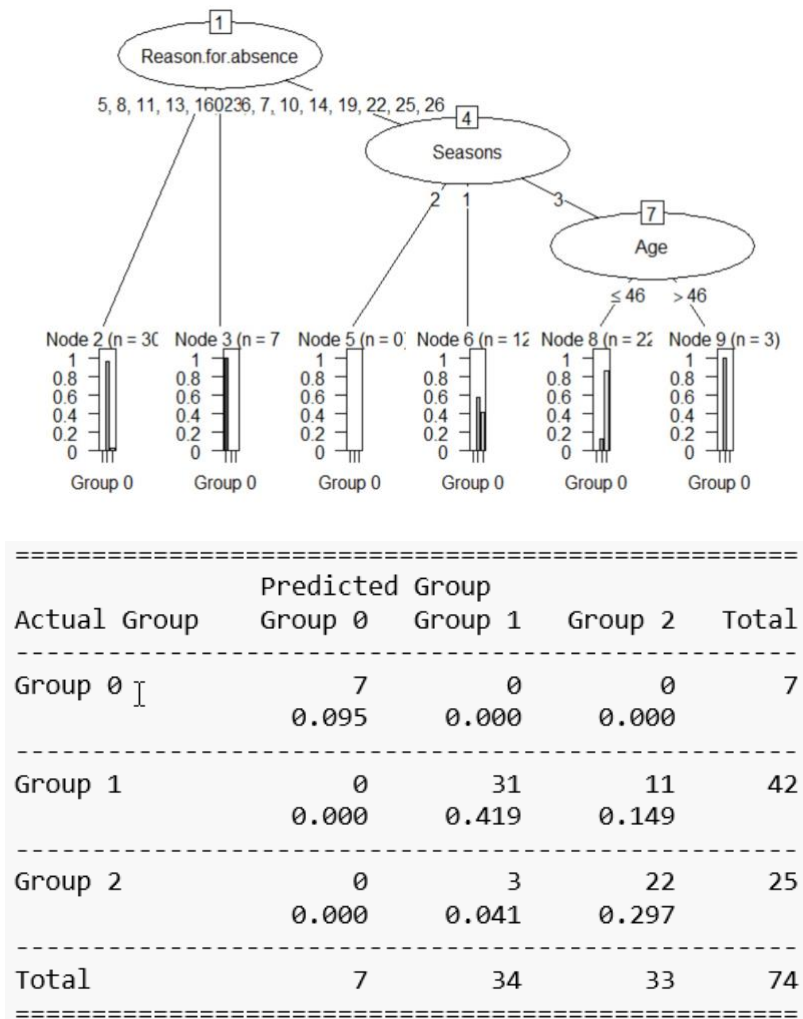 1
Reason.for.absence
5, 8, 11, 13, 160236, 7, 10, 14, 19, 22, 25, 26
4
Seasons
2 1 3
7
Age
≤ 46 > 46
Node 2 (n = 30 Node 3 (n = 7 Node 5 (n = 0) Node 6 (n = 12 Node 8 (n = 22 Node 9 (n = 3)
1 1 1 1 1 1
0.8 0.8 0.8 0.8 0.8 0.8
0.6 0.6 0.6 0.6 0.6 0.6
0.4 0.4 0.4 0.4 0.4 0.4
0.2 0.2 0.2 0.2 0.2 0.2
0 0 0 0 0 0
Group 0 Group 0 Group 0 Group 0 Group 0 Group 0
Predicted Group
Actual Group Group 0 Group 1 Group 2 Total
Group 0 7 0 0 7
0.095 0.000 0.000
Group 1 0 31 11 42
0.000 0.419 0.149
Group 2 0 3 22 25
0.000 0.041 0.297
Total 7 34 33 74